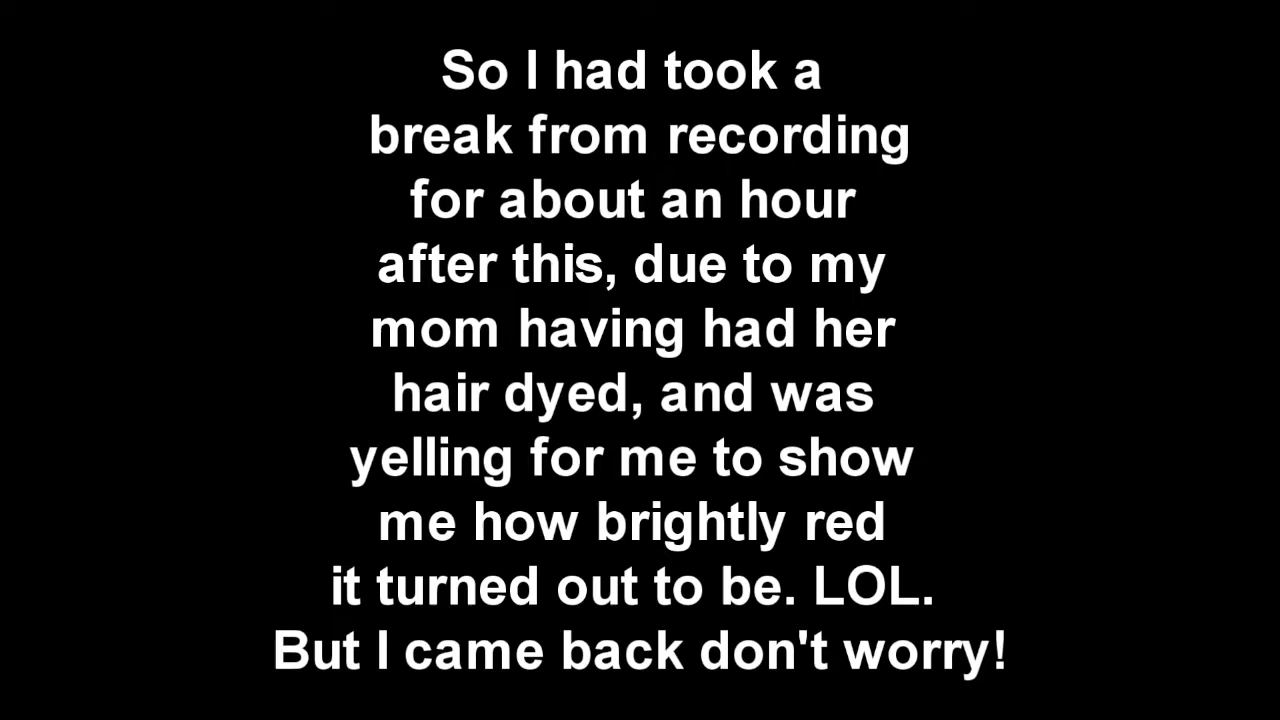 So I had took a
break from recording
for about an hour
after this, due to my
mom having had her
hair dyed, and was
yelling for me to show
me how brightly red
it turned out to be. LOL.
But I came back don't worry!